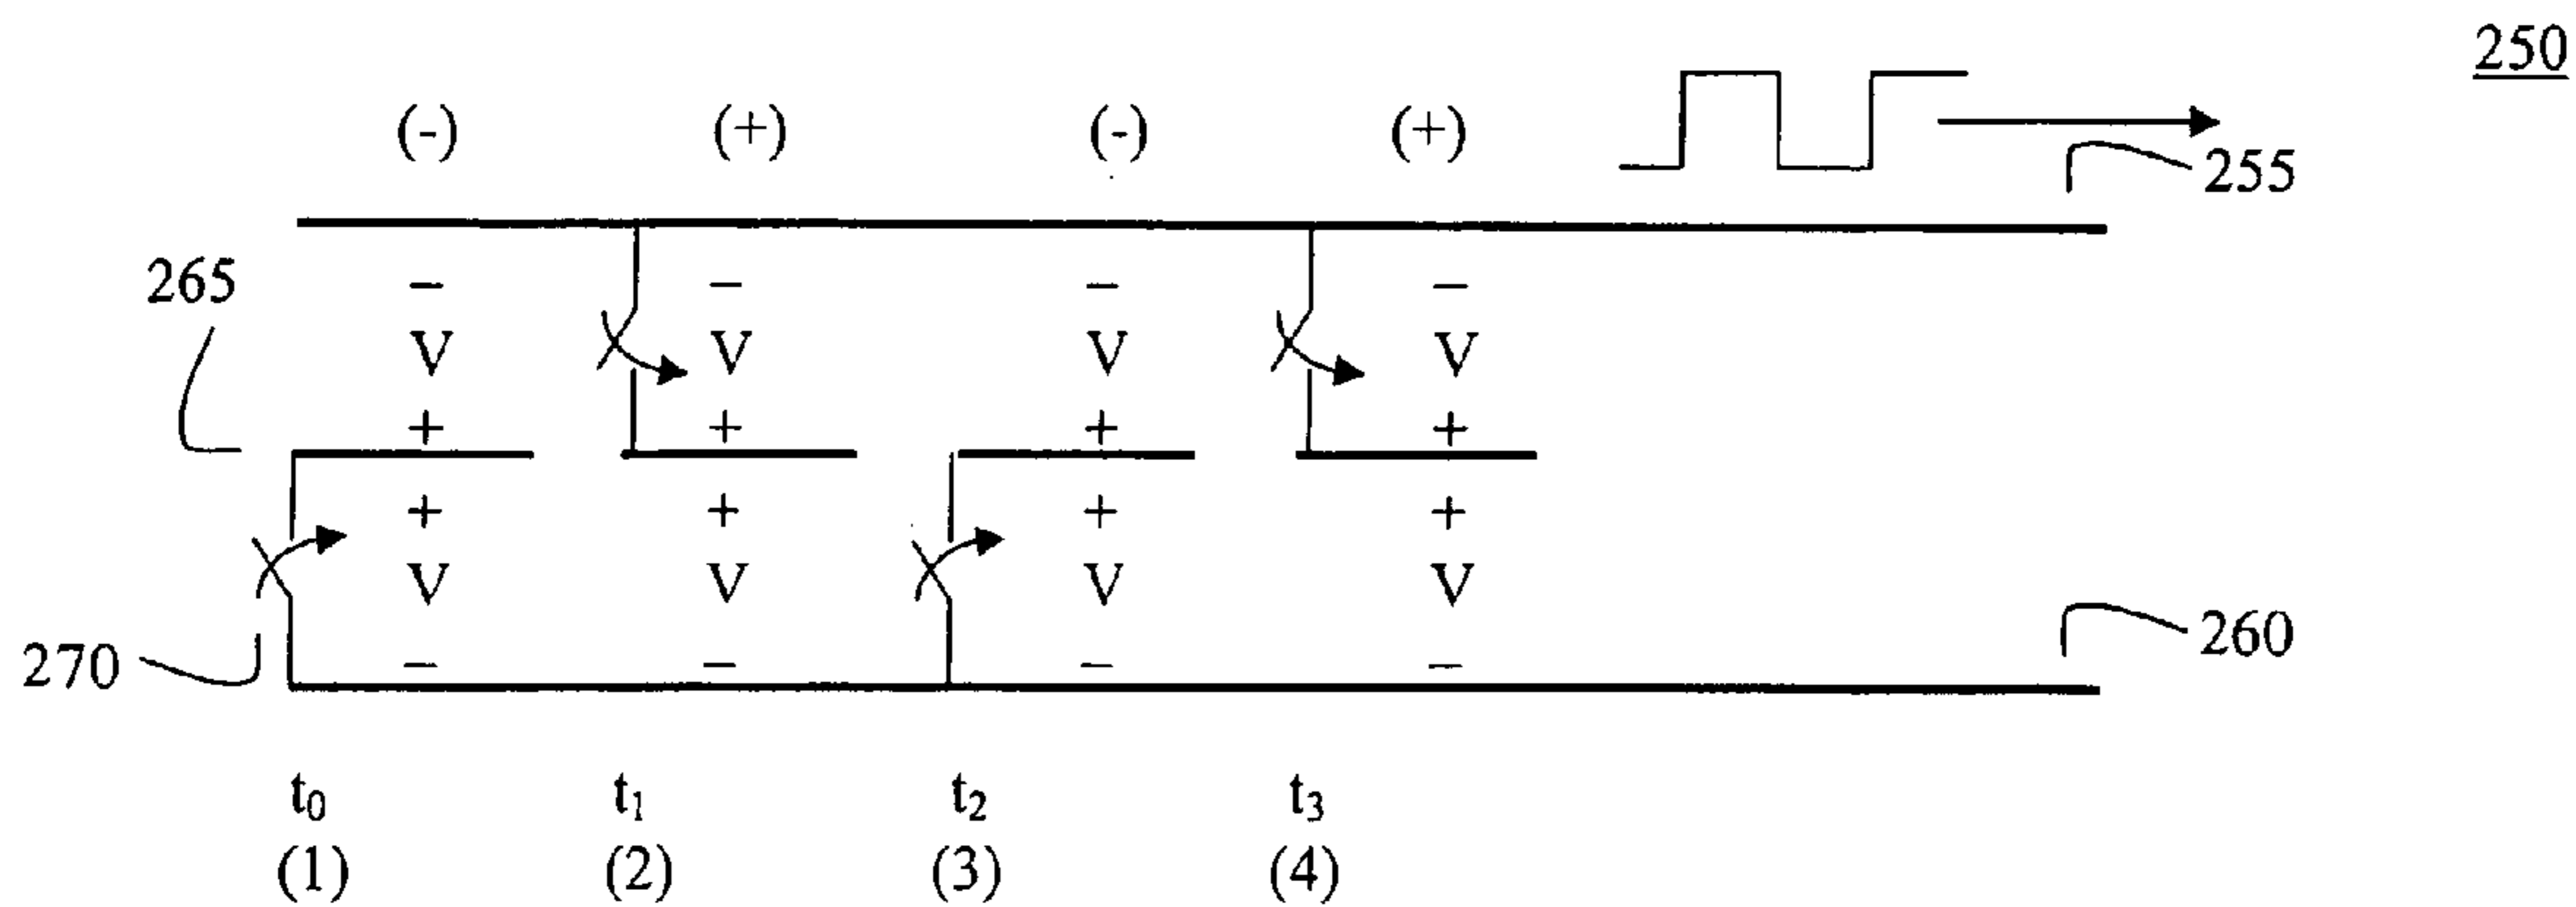 250
(-) (+) (-) (+)
255
265
– – – –
V V V V
+ + + +
+ + + +
V V V V
270
– – – –
260
t0 t1 t2 t3
(1) (2) (3) (4)